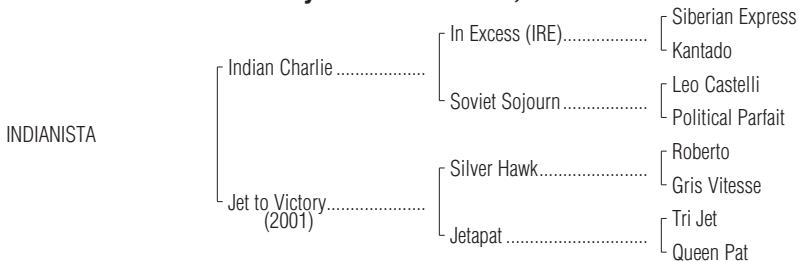 Siberian Express
In Excess (IRE)....................
Kantado
Indian Charlie ...................
Leo Castelli
Soviet Sojourn....................
Political Parfait
INDIANISTA
Roberto
Silver Hawk.........................
Gris Vitesse
Jet to Victory.....................
(2001)
Tri Jet
Jetapat .................................
Queen Pat